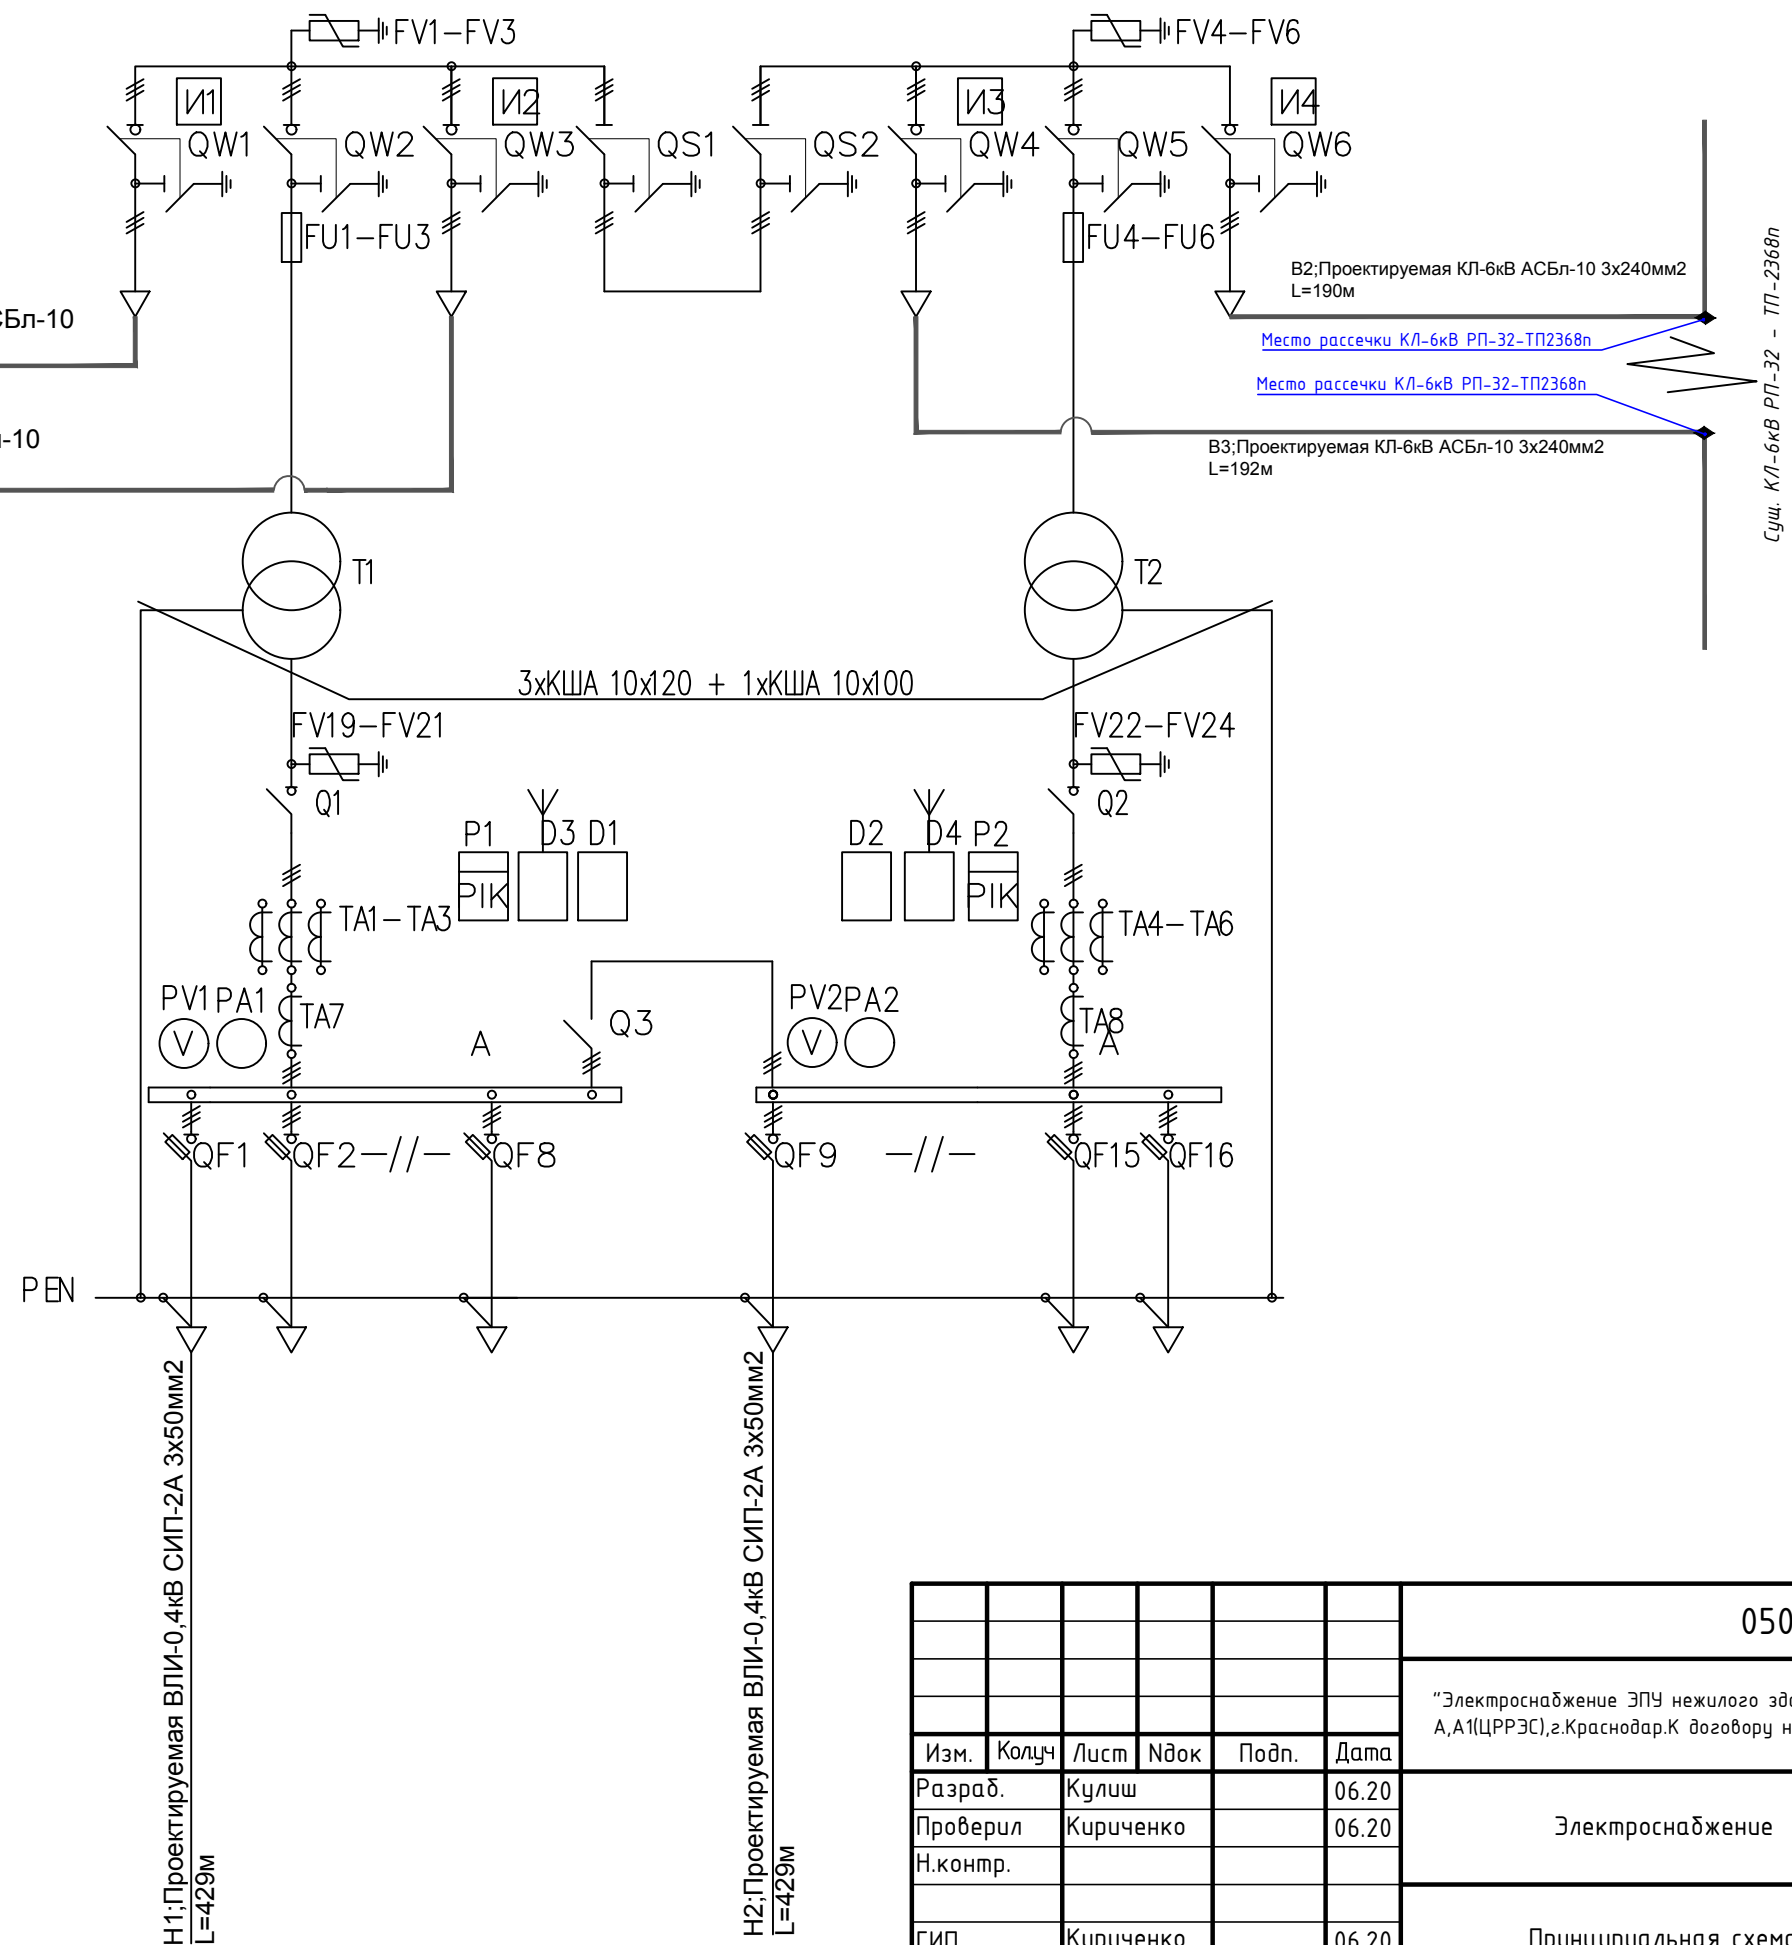 FV1-FV3
FV4-FV6
И1
И2
И3
И4
QW1
QW2
QW3
QS1
QS2
QW4
QW5
QW6
FU1-FU3
FU4-FU6
В2;Проектируемая КЛ-6кВ АСБл-10 3х240мм2
L=190м
Бл-10
Место рассечки КЛ-6кВ РП-32-ТП2368п
Место рассечки КЛ-6кВ РП-32-ТП2368п
-10
В3;Проектируемая КЛ-6кВ АСБл-10 3х240мм2
L=192м
Сущ. КЛ-6кВ РП-32 - ТП-2368п
T1
T2
3хКША 10х120 + 1хКША 10х100
FV19-FV21
FV22-FV24
Q1
Q2
P1
D3
D1
D2
D4
P2
PIK
PIK
TA1-TA3
TA4-TA6
PV1
PA1
TA7
A
Q3
PV2
PA2
TA8
A
V
V
QF1
QF2
-//-
QF8
QF9
-//-
QF15
QF16
PEN
Н1;Проектируемая ВЛИ-0,4кВ СИП-2А 3х50мм2
L=429м
Н2;Проектируемая ВЛИ-0,4кВ СИП-2А 3х50мм2
L=429м
050
"Электроснабжение ЭПУ нежилого зд
А,А1(ЦРРЭС),г.Краснодар.К договору н
Изм. Кол.уч Лист Nдок Подп. Дата
Разраб. Кулиш 06.20
Проверил Кириченко 06.20
Н.контр.
ГИП Кириченко 06.20
Электроснабжение
Принципиальная схема